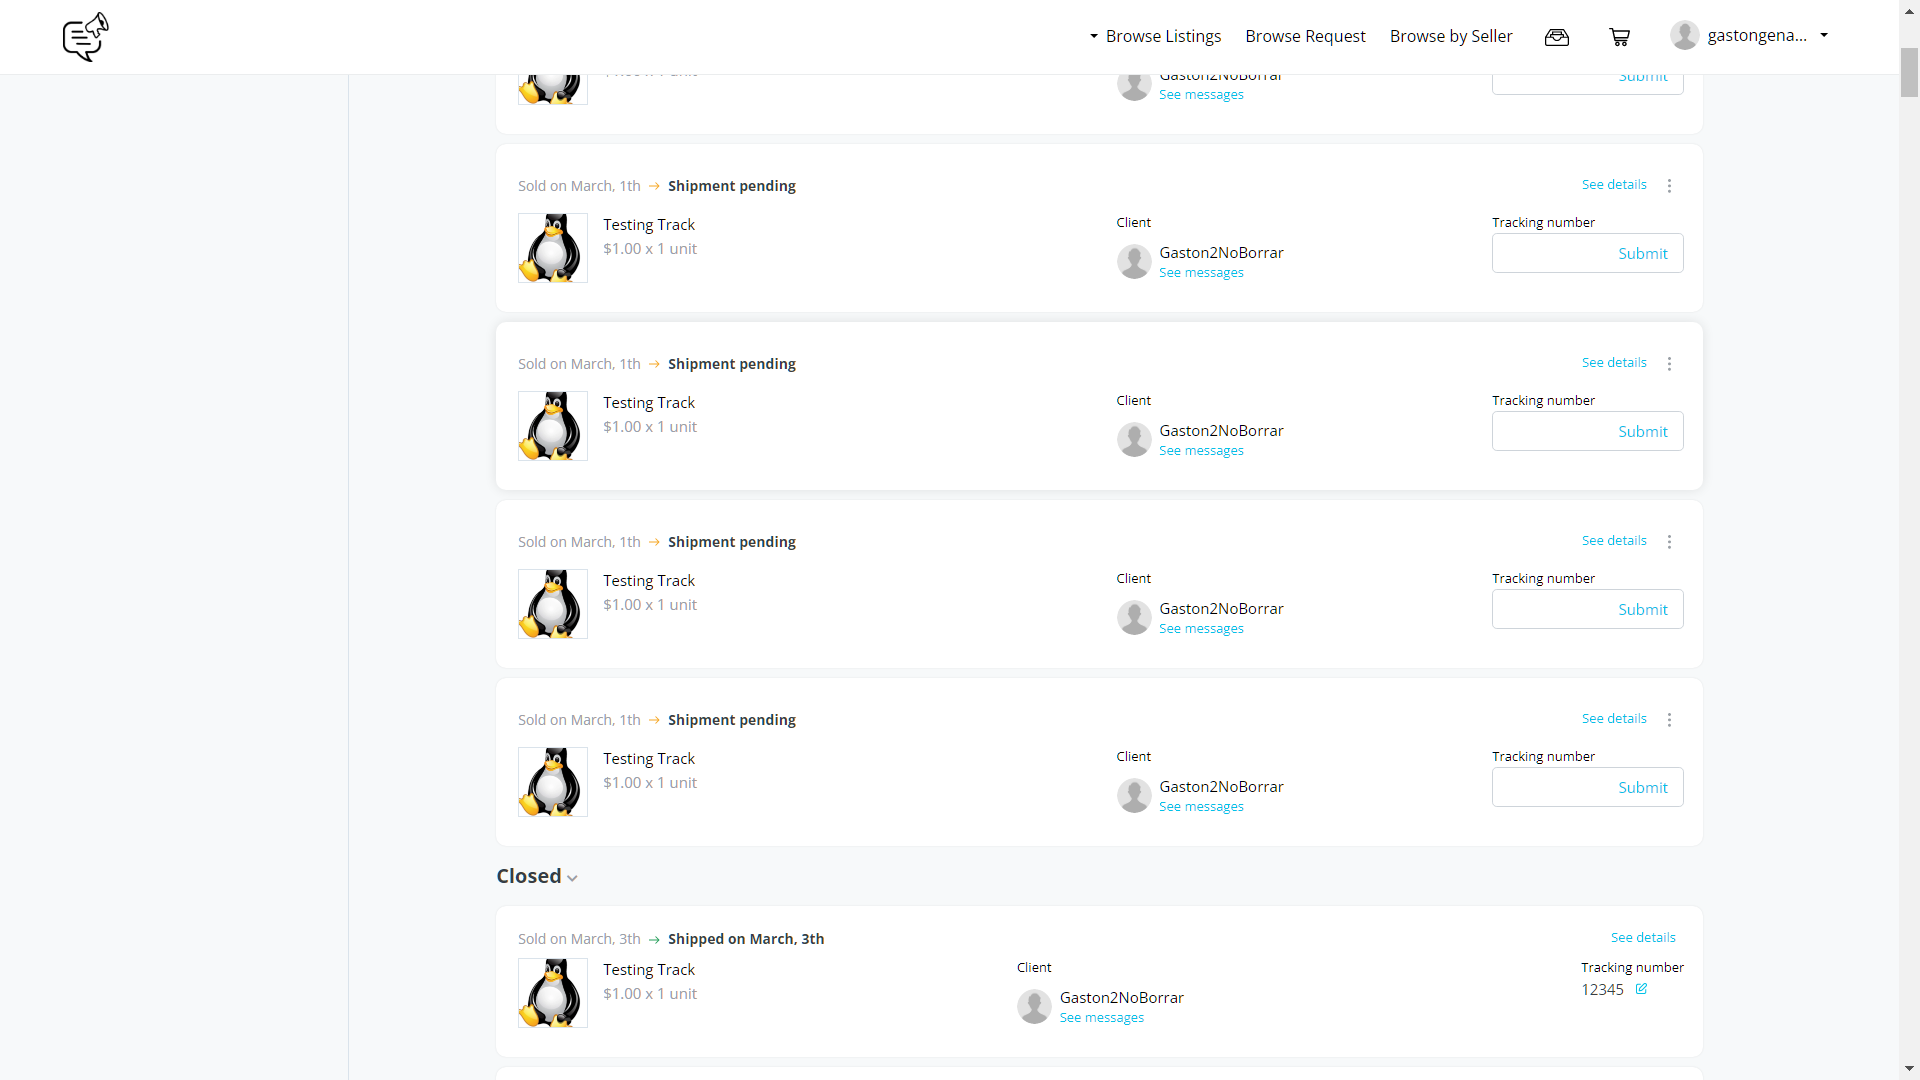 Browse Listings Browse Request Browse by Seller gastongena...
$1.00 x 1 unit Gaston2NoBorrar Submit
See messages
Sold on March, 1th → Shipment pending See details
Testing Track Client Tracking number
$1.00 x 1 unit Gaston2NoBorrar Submit
See messages
Sold on March, 1th → Shipment pending See details
Testing Track Client Tracking number
$1.00 x 1 unit Gaston2NoBorrar Submit
See messages
Sold on March, 1th → Shipment pending See details
Testing Track Client Tracking number
$1.00 x 1 unit Gaston2NoBorrar Submit
See messages
Sold on March, 1th → Shipment pending See details
Testing Track Client Tracking number
$1.00 x 1 unit Gaston2NoBorrar Submit
See messages
Closed
Sold on March, 3th → Shipped on March, 3th See details
Testing Track Client Tracking number
$1.00 x 1 unit Gaston2NoBorrar 12345
See messages